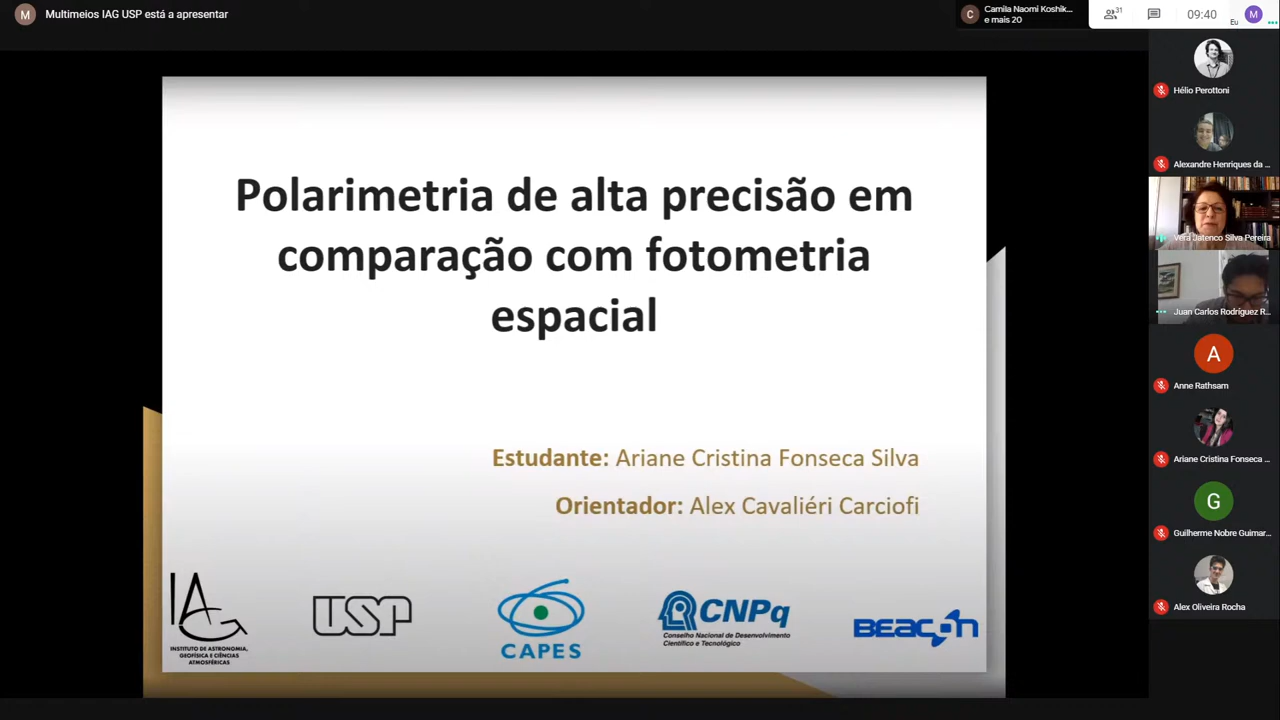 M
Multimeios IAG USP está a apresentar
C
Camila Naomi Koshik...
e mais 20
31
09:40
Eu
M
Polarimetria de alta precisão em
comparação com fotometria
espacial
Estudante: Ariane Cristina Fonseca Silva
Orientador: Alex Cavaliéri Carciofi
IAG
INSTITUTO DE ASTRONOMIA,
GEOFÍSICA E CIÊNCIAS
ATMOSFÉRICAS
USP
CAPES
CNPq
Conselho Nacional de Desenvolvimento
Científico e Tecnológico
BEACON
Hélio Perottoni
Alexandre Henriques da ...
Vera Jatenco Silva Pereira
Juan Carlos Rodríguez R...
A
Anne Rathsam
Ariane Cristina Fonseca ...
G
Guilherme Nobre Guimar...
Alex Oliveira Rocha